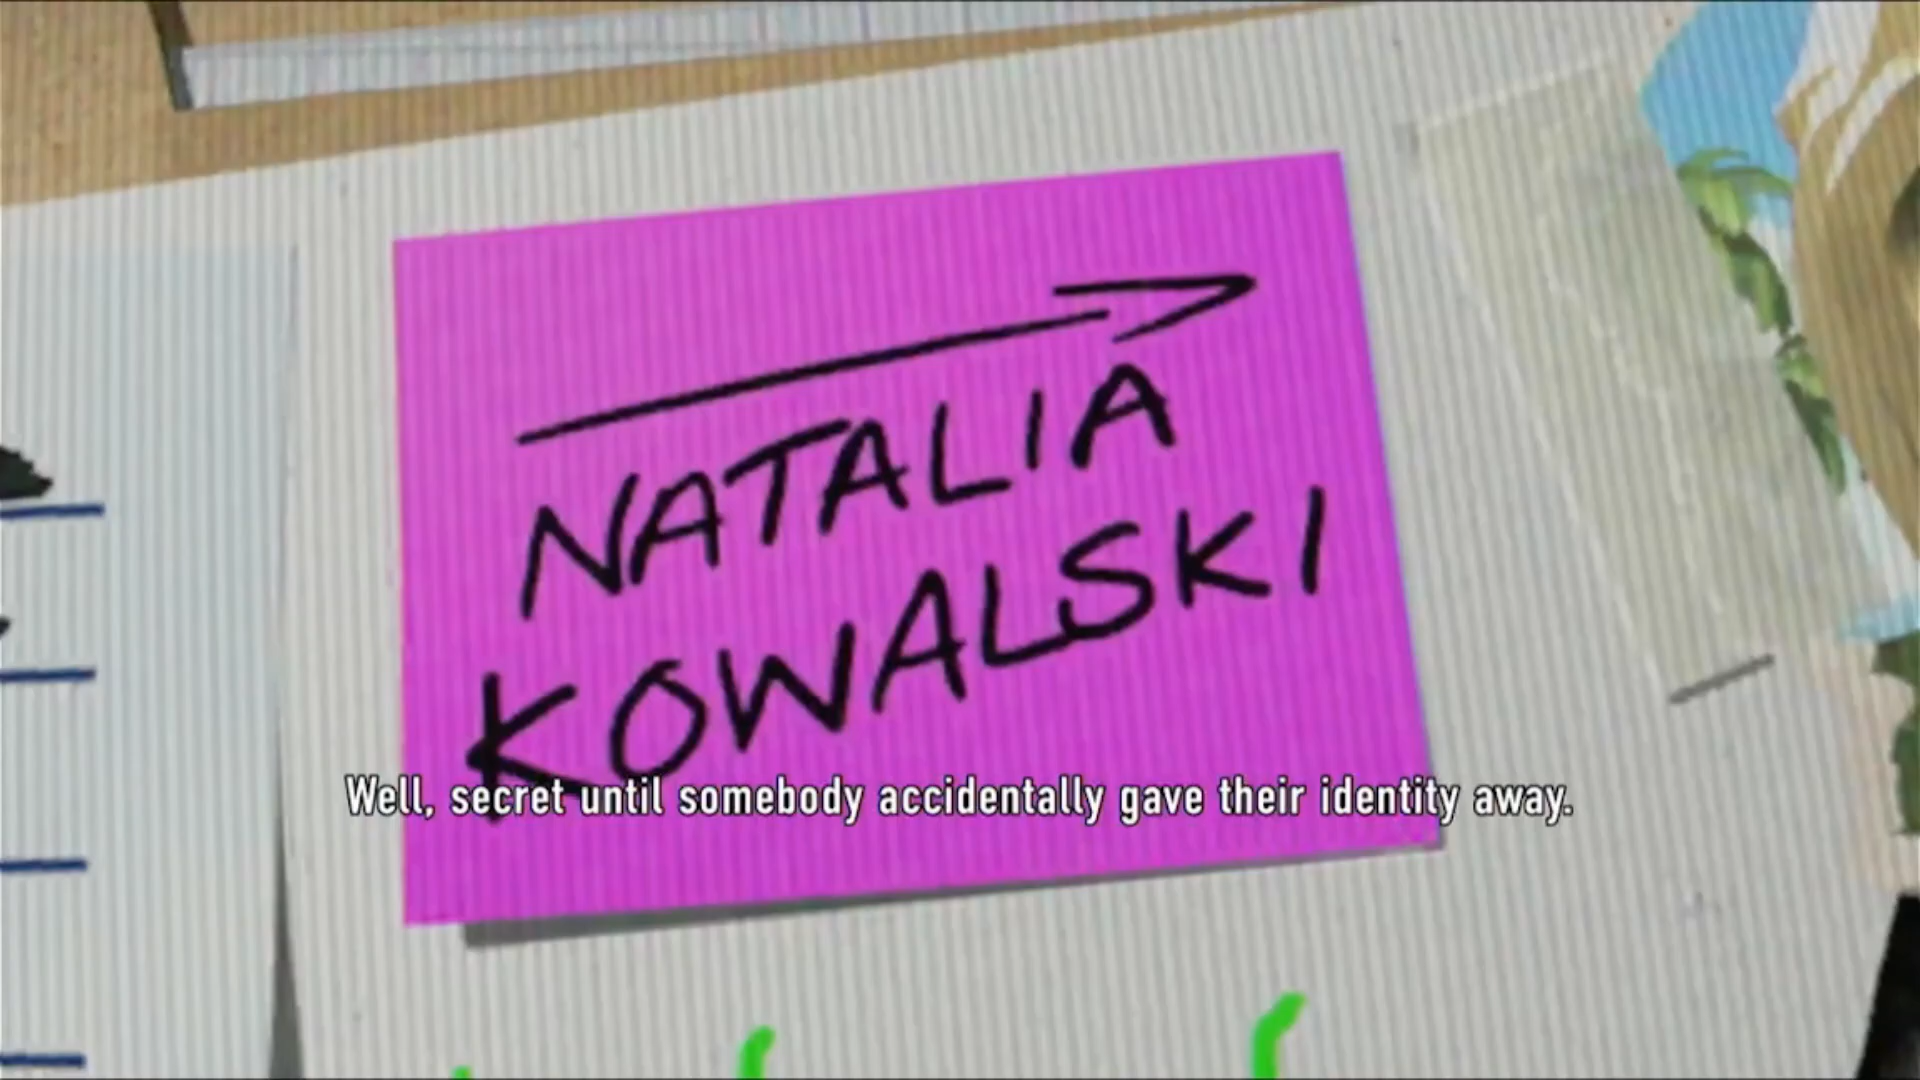 NATALIA
KOWALSKI
Well, secret until somebody accidentally gave their identity away.